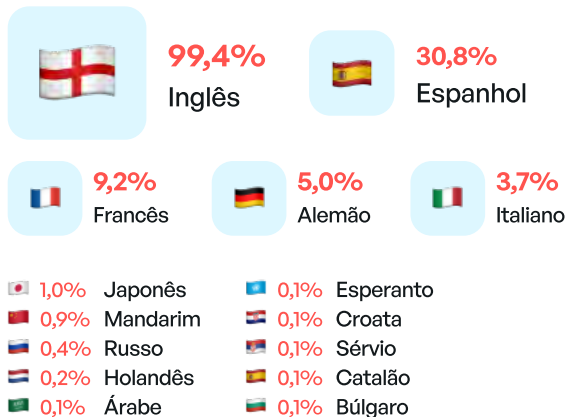 99,4%
Inglês
30,8%
Espanhol
9,2%
Francês
5,0%
Alemão
3,7%
Italiano
1,0% Japonês
0,9% Mandarim
0,4% Russo
0,2% Holandês
0,1% Árabe
0,1% Esperanto
0,1% Croata
0,1% Sérvio
0,1% Catalão
0,1% Búlgaro